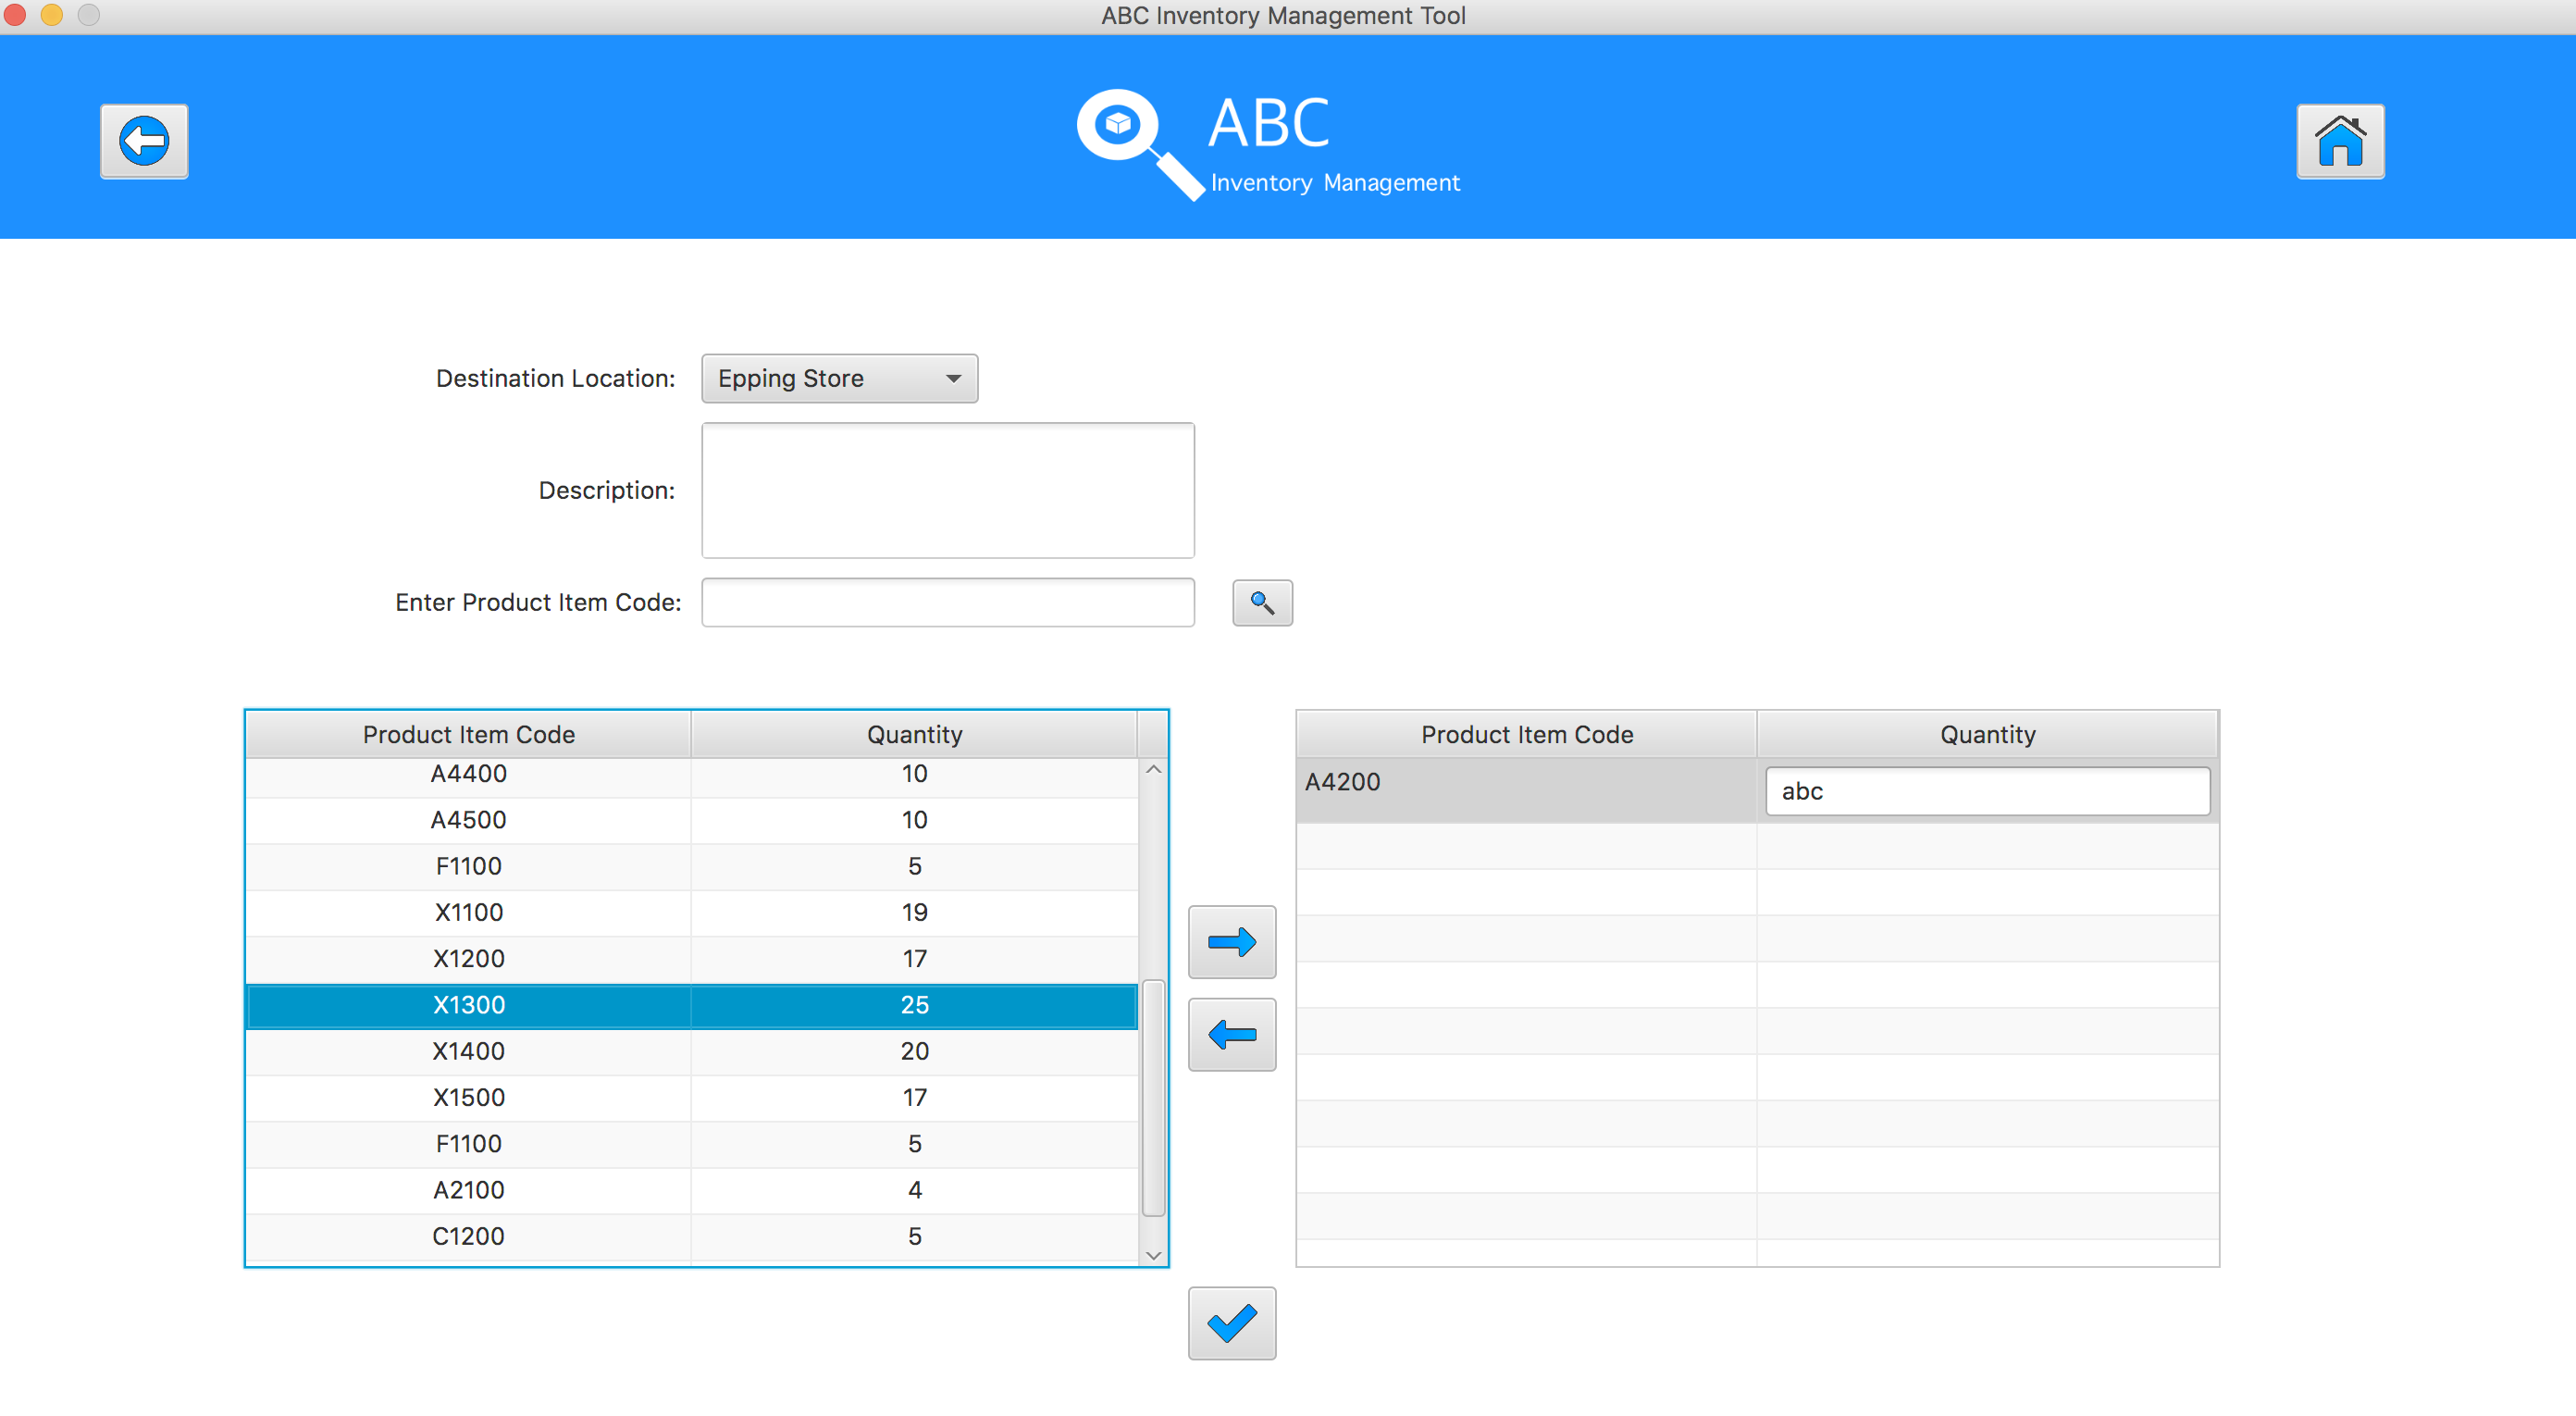 ABC Inventory Management Tool
ABC
Inventory Management
Destination Location: Epping Store
Description:
Enter Product Item Code:
Product Item Code Quantity
A4400 10
A4500 10
F1100 5
X1100 19
X1200 17
X1300 25
X1400 20
X1500 17
F1100 5
A2100 4
C1200 5
Product Item Code Quantity
A4200 abc